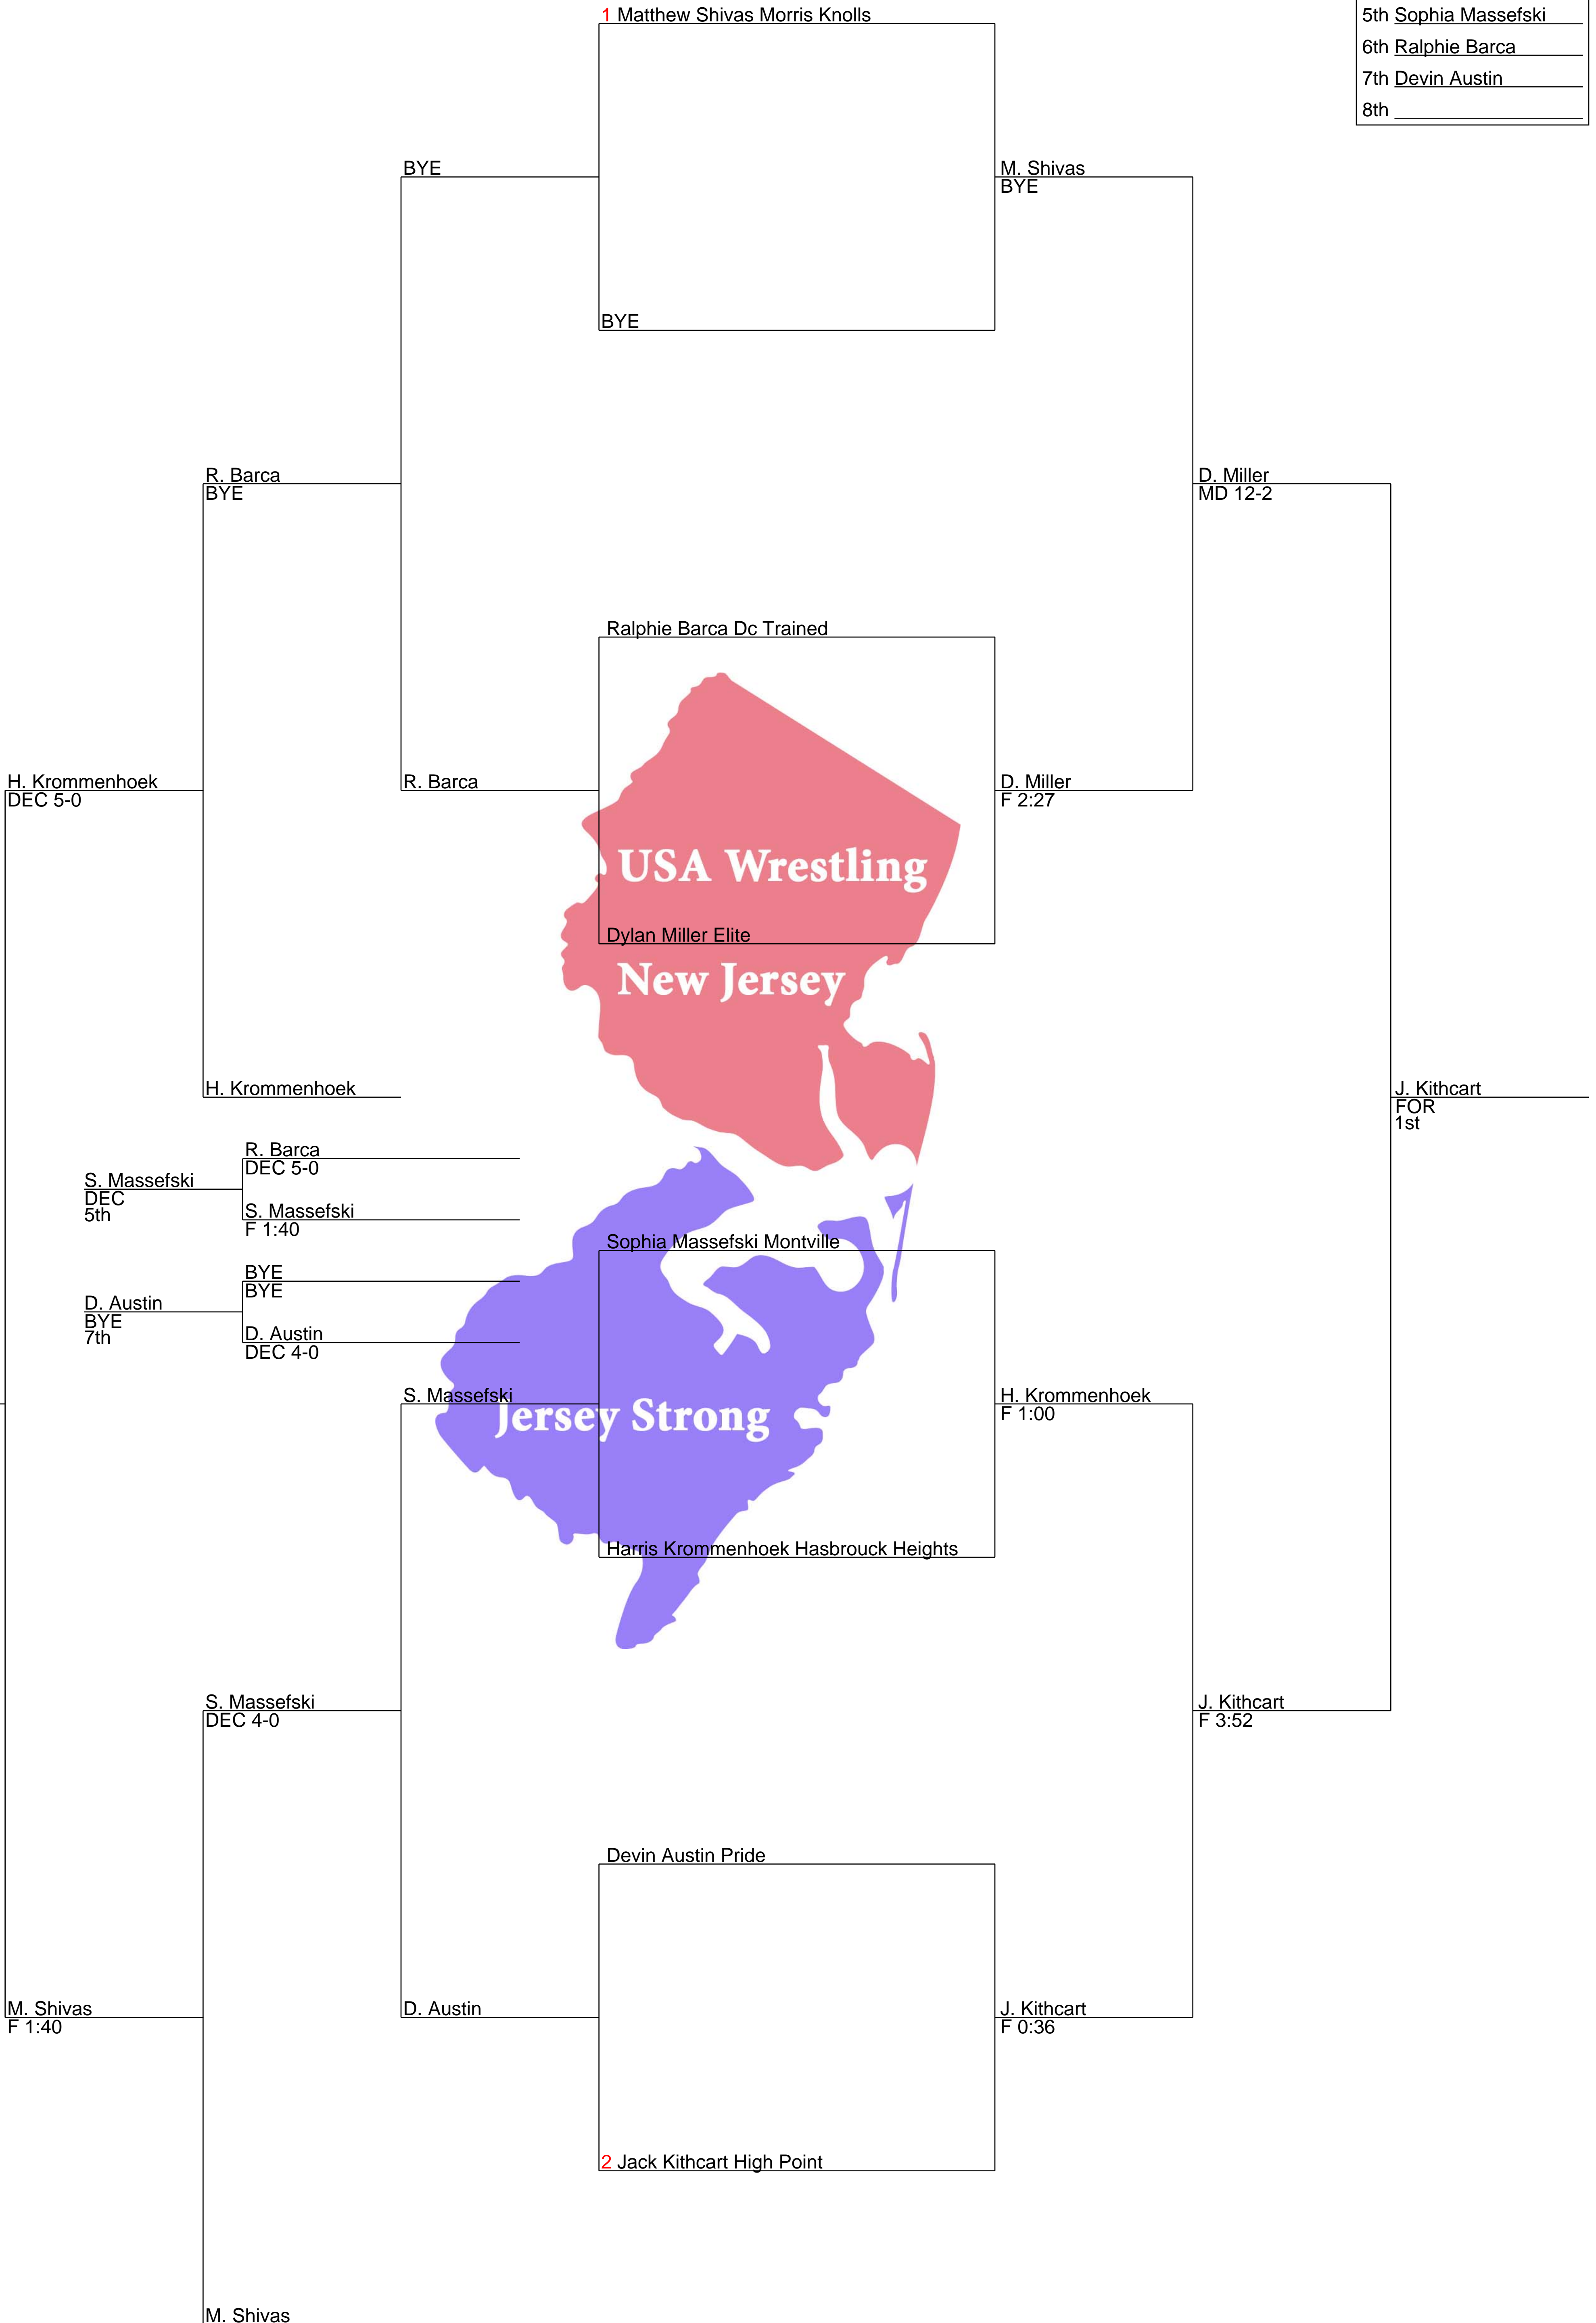 1 Matthew Shivas Morris Knolls
5th Sophia Massefski
6th Ralphie Barca
7th Devin Austin
8th
BYE
M. Shivas
BYE
BYE
R. Barca
BYE
D. Miller
MD 12-2
Ralphie Barca Dc Trained
H. Krommenhoek
DEC 5-0
R. Barca
D. Miller
F 2:27
USA Wrestling
Dylan Miller Elite
New Jersey
H. Krommenhoek
J. Kithcart
FOR
1st
R. Barca
DEC 5-0
S. Massefski
DEC
5th
S. Massefski
F 1:40
Sophia Massefski Montville
BYE
BYE
D. Austin
BYE
7th
D. Austin
DEC 4-0
S. Massefski
H. Krommenhoek
F 1:00
Jersey Strong
Harris Krommenhoek Hasbrouck Heights
S. Massefski
DEC 4-0
J. Kithcart
F 3:52
Devin Austin Pride
M. Shivas
F 1:40
D. Austin
J. Kithcart
F 0:36
2 Jack Kithcart High Point
M. Shivas